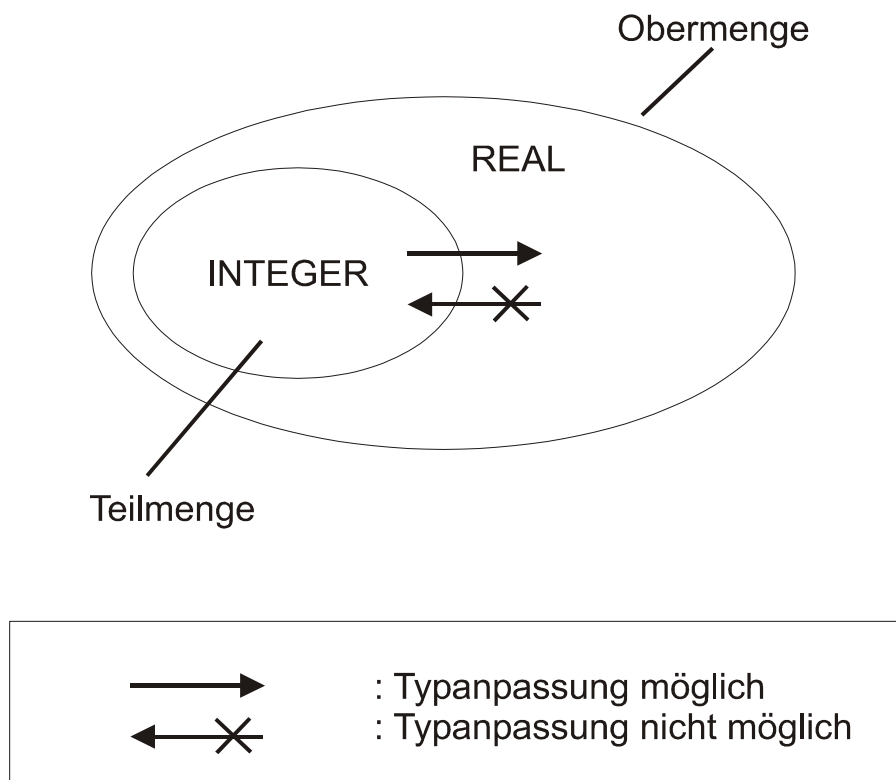 Obermenge
REAL
INTEGER
Teilmenge
: Typanpassung möglich
: Typanpassung nicht möglich